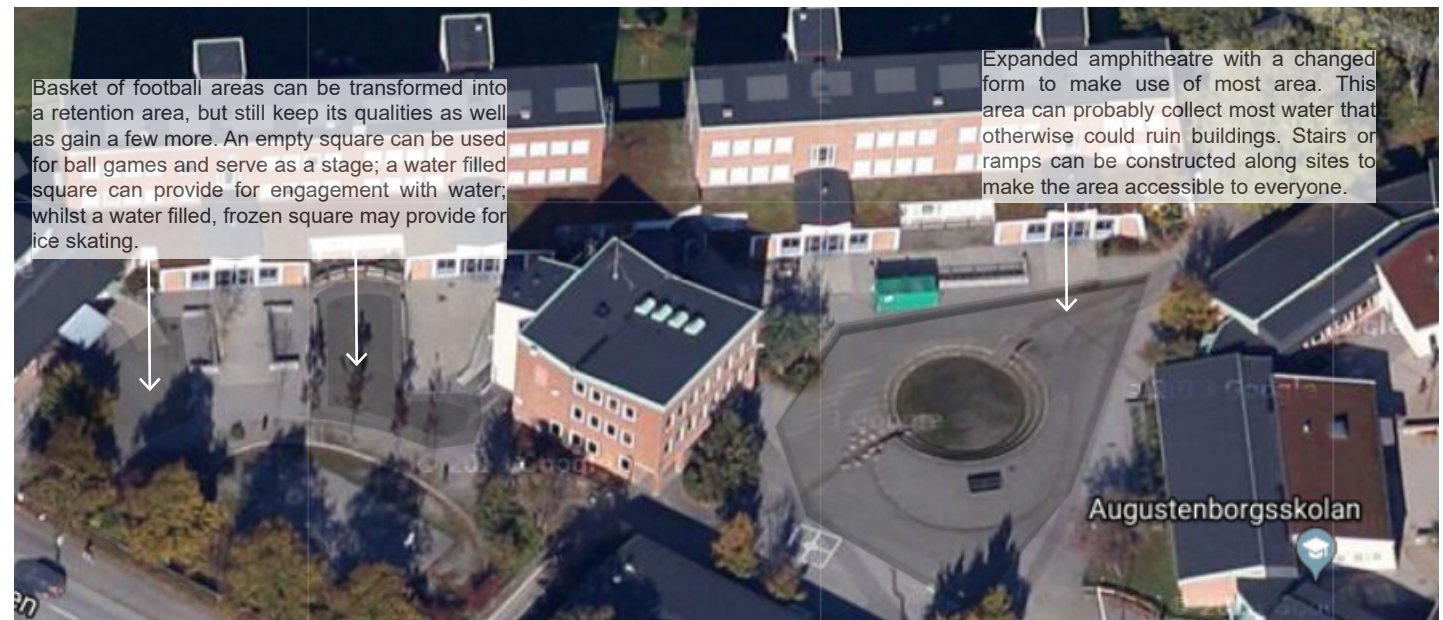 Basket of football areas can be transformed into
a retention area, but still keep its qualities as well
as gain a few more. An empty square can be used
for ball games and serve as a stage; a water filled
square can provide for engagement with water;
whilst a water filled, frozen square may provide for
ice skating.
Expanded amphitheatre with a changed
form to make use of most area. This
area can probably collect most water that
otherwise could ruin buildings. Stairs or
ramps can be constructed along sites to
make the area accessible to everyone.
Augustenborgsskolan
en